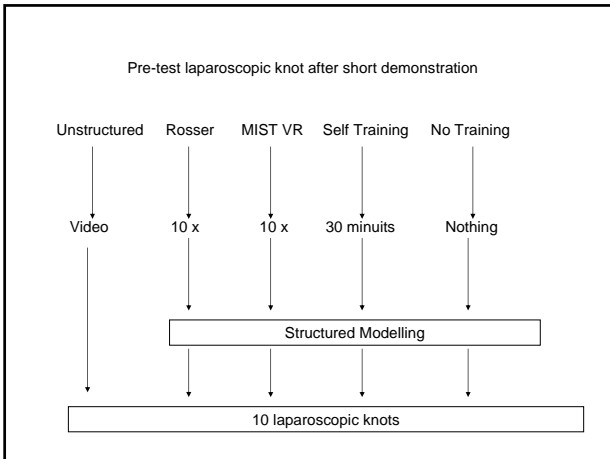 Pre-test laparoscopic knot after short demonstration
Unstructured Rosser MIST VR Self Training No Training
Video 10 x 10 x 30 minuits Nothing
Structured Modelling
10 laparoscopic knots